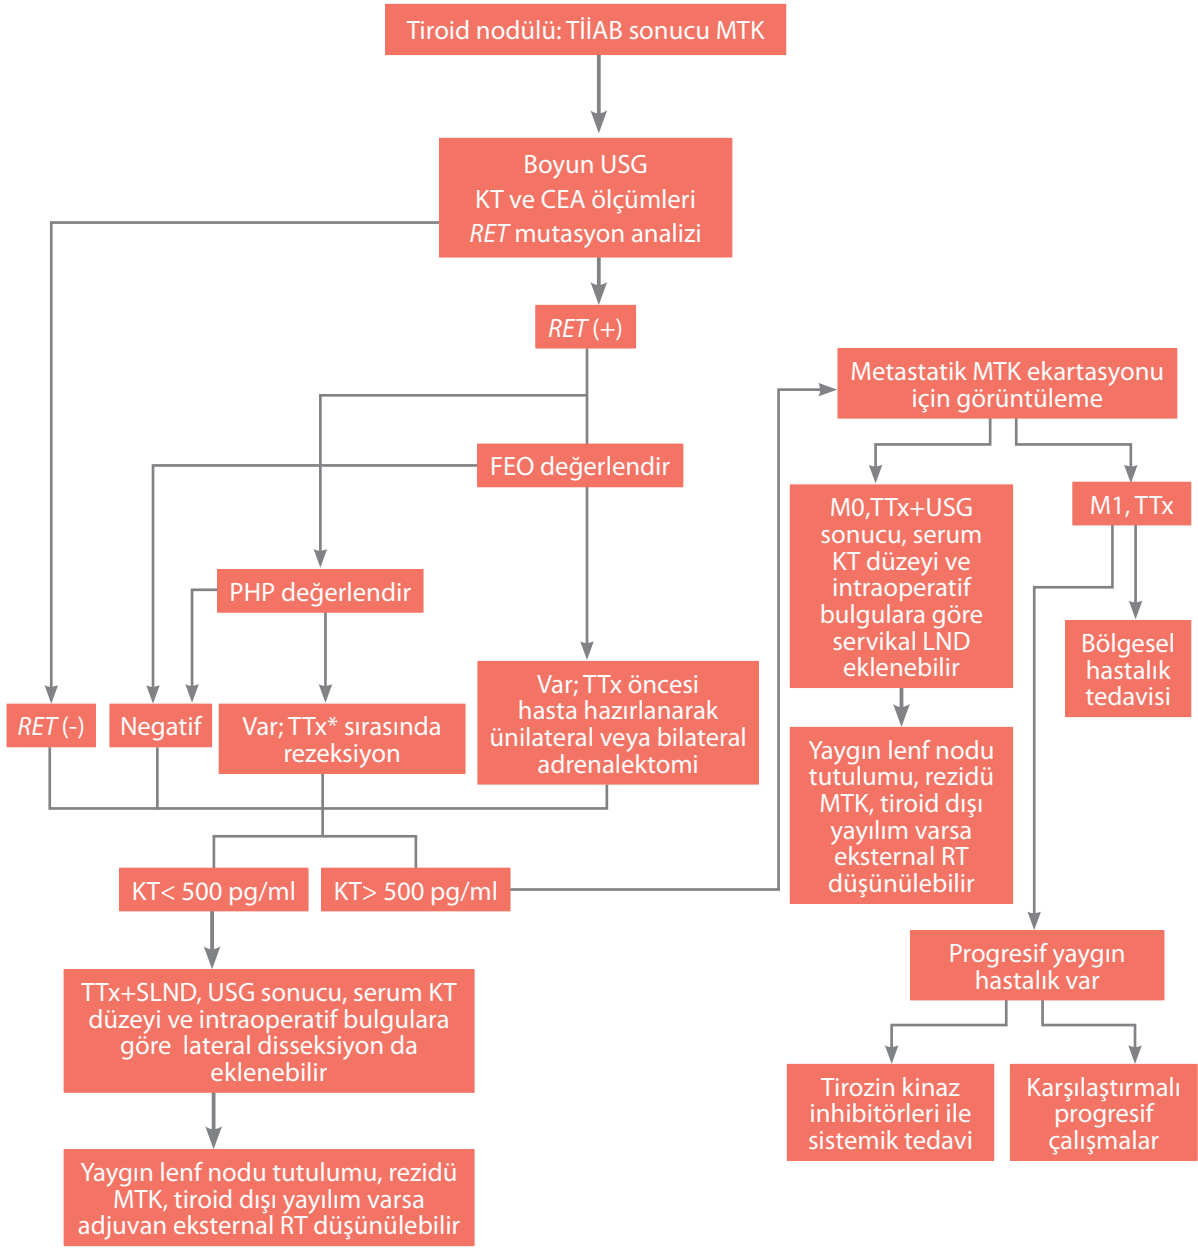 Tiroid nodülü: TİİAB sonucu MTK
Boyun USG
KT ve CEA ölçümleri
RET mutasyon analizi
RET (+)
FEO değerlendir
PHP değerlendir
RET (-)
Negatif
Var; TTx* sırasında
rezeksiyon
Var; TTx öncesi
hasta hazırlanarak
ünilateral veya bilateral
adrenalektomi
KT< 500 pg/ml
KT> 500 pg/ml
TTx+SLND, USG sonucu, serum KT
düzeyi ve intraoperatif bulgulara
göre lateral disseksiyon da
eklenebilir
Yaygın lenf nodu tutulumu, rezidü
MTK, tiroid dışı yayılım varsa
adjuvan eksternal RT düşünülebilir
Metastatik MTK ekartasyonu
için görüntüleme
M0,TTx+USG
sonucu, serum
KT düzeyi ve
intraoperatif
bulgulara göre
servikal LND
eklenebilir
Yaygın lenf nodu
tutulumu, rezidü
MTK, tiroid dışı
yayılım varsa
eksternal RT
düşünülebilir
M1, TTx
Bölgesel
hastalık
tedavisi
Progresif yaygın
hastalık var
Tirozin kinaz
inhibitörleri ile
sistemik tedavi
Karşılaştırmalı
progresif
çalışmalar